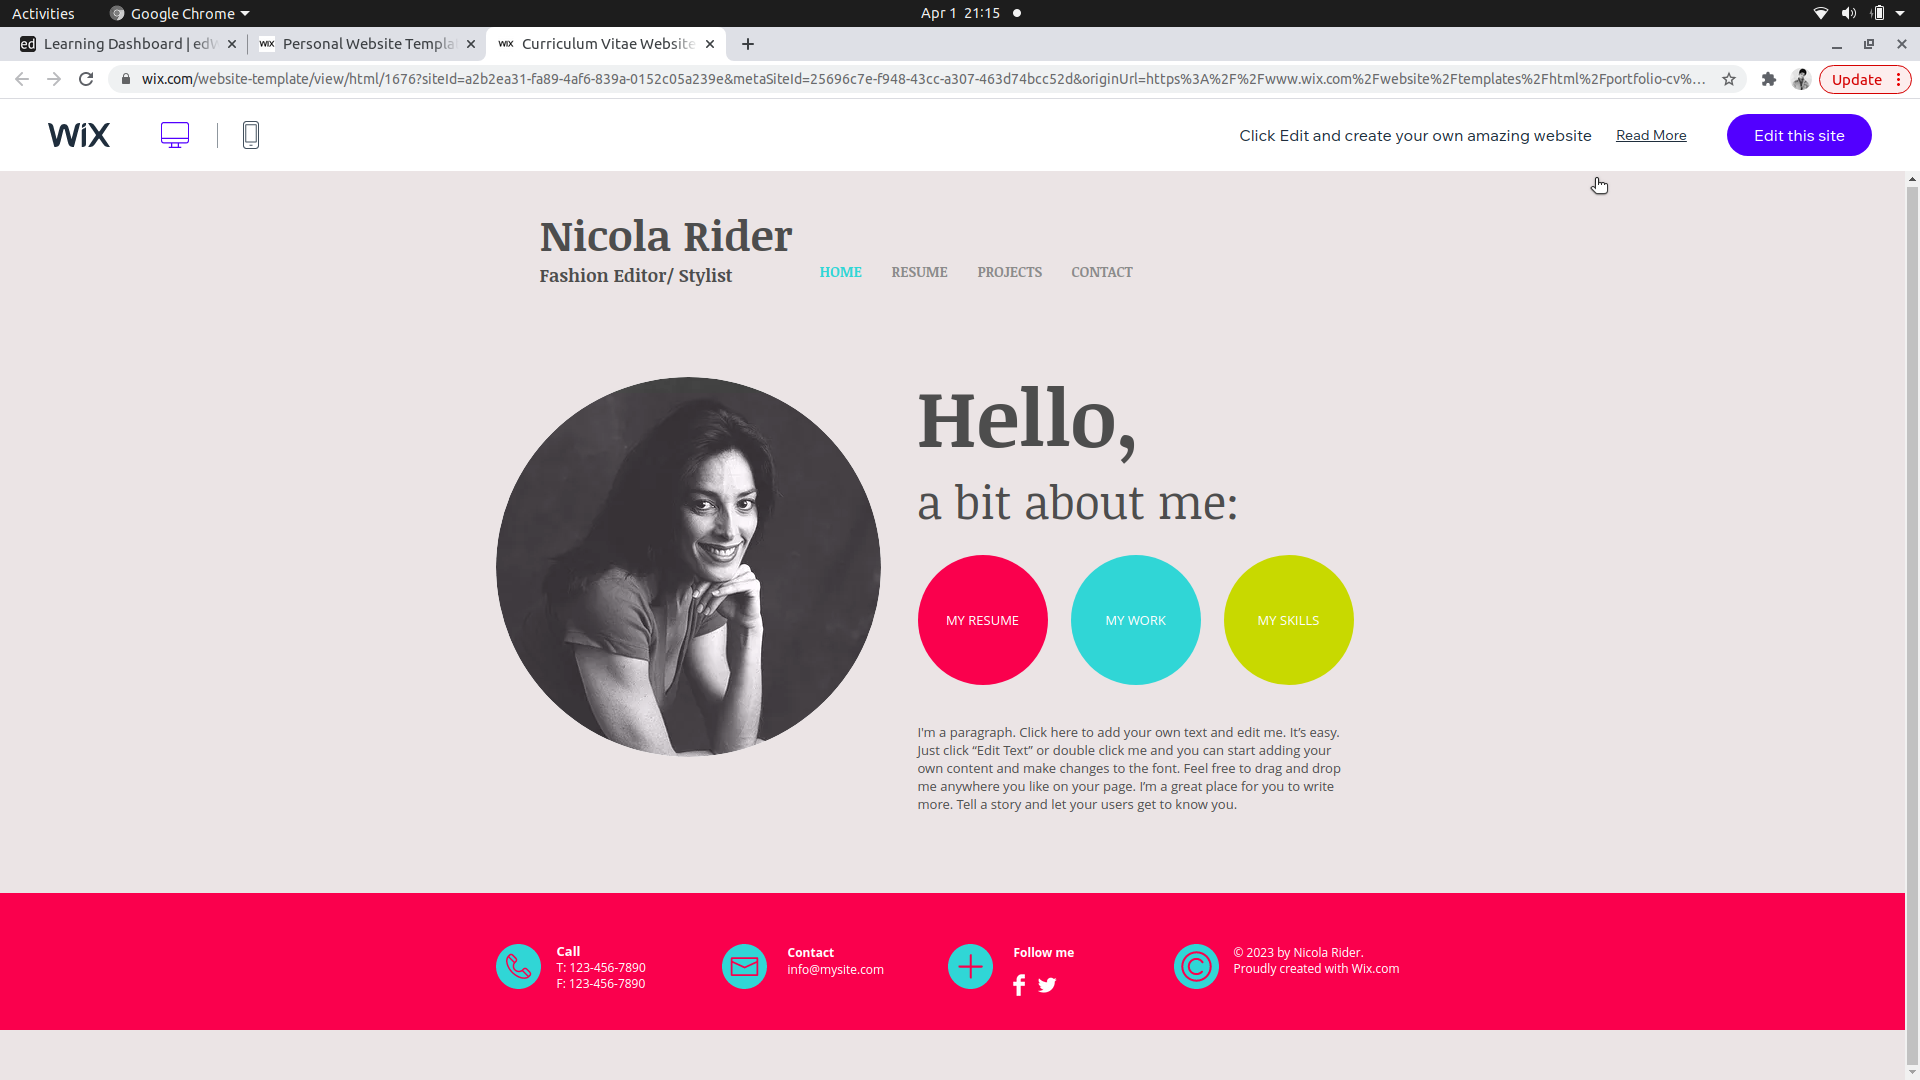 Activities
Google Chrome
Apr 1 21:15
Learning Dashboard | edW
Personal Website Templa
Curriculum Vitae Website
wix.com/website-template/view/html/1676?siteId=a2b2ea31-fa89-4af6-839a-0152c05a239e&metaSiteId=25696c7e-f948-43cc-a307-463d74bcc52d&originUrl=https%3A%2F%2Fwww.wix.com%2Fwebsite%2Ftemplates%2Fhtml%2Fportfolio-cv%...
Update
WiX
Click Edit and create your own amazing website
Read More
Edit this site
Nicola Rider
Fashion Editor/ Stylist
HOME
RESUME
PROJECTS
CONTACT
Hello,
a bit about me:
MY RESUME
MY WORK
MY SKILLS
I'm a paragraph. Click here to add your own text and edit me. It's easy.
Just click “Edit Text” or double click me and you can start adding your
own content and make changes to the font. Feel free to drag and drop
me anywhere you like on your page. I'm a great place for you to write
more. Tell a story and let your users get to know you.
Call
T: 123-456-7890
F: 123-456-7890
Contact
info@mysite.com
Follow me
© 2023 by Nicola Rider.
Proudly created with Wix.com